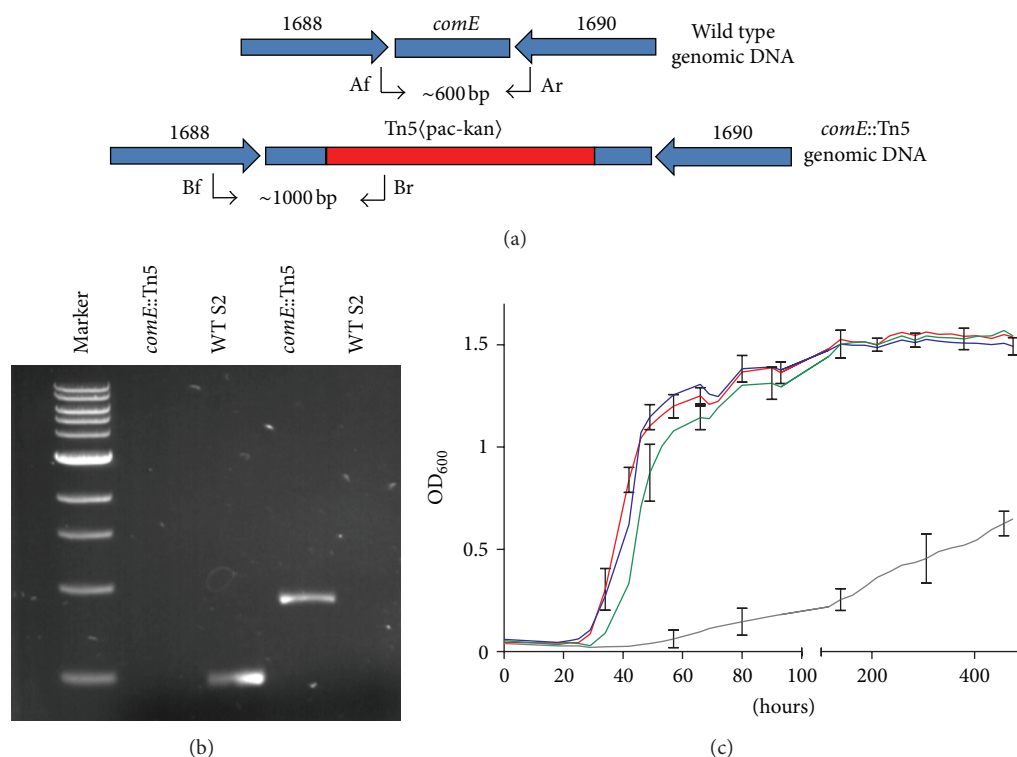 1688 comE 1690
Wild type
genomic DNA
Af ~600 bp Ar
Tn5⟨pac-kan⟩
1688 1690
comE::Tn5
genomic DNA
Bf ~1000 bp Br
(a)
Marker
comE::Tn5
WT S2
comE::Tn5
WT S2
(b)
OD600
1.5
1
0.5
0
0 20 40 60 80 100 200 400
(hours)
(c)